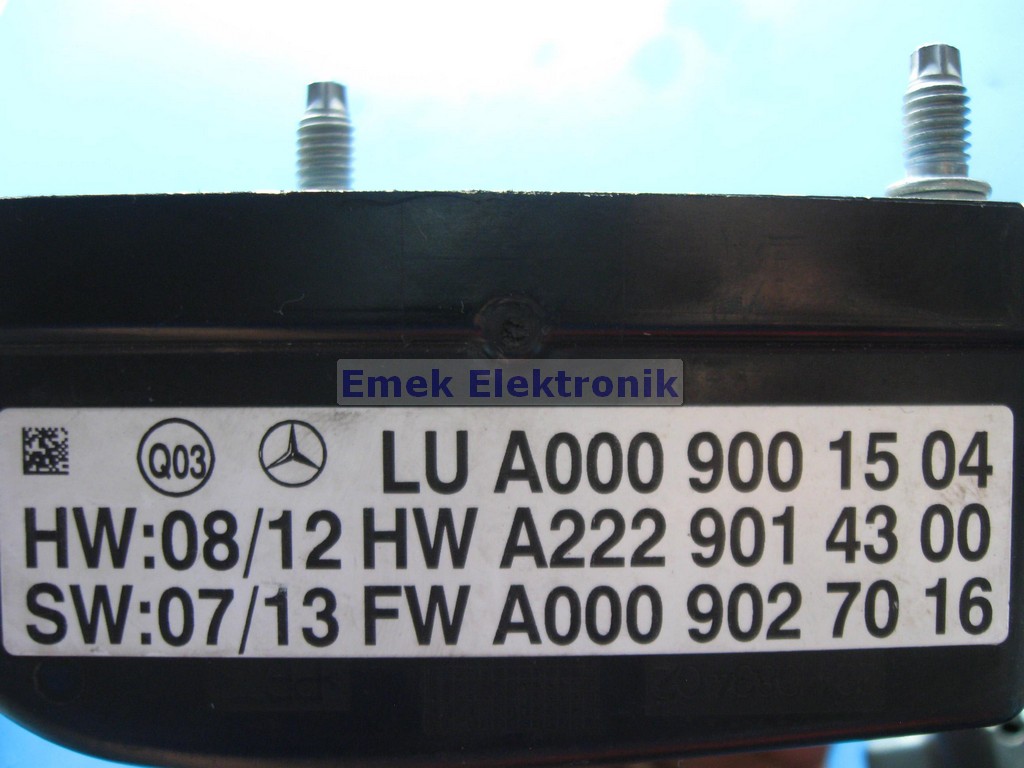 Emek Elektronik
Q03 LU A000 900 15 04
HW:08/12 HW A222 901 43 00
SW:07/13 FW A000 902 70 16